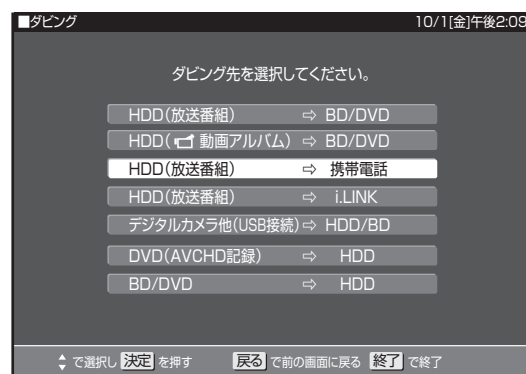 ■ダビング 10/1[金]午後2:09
ダビング先を選択してください。
HDD(放送番組) ⇨ BD/DVD
HDD( 動画アルバム) ⇨ BD/DVD
HDD(放送番組) ⇨ 携帯電話
HDD(放送番組) ⇨ i.LINK
デジタルカメラ他(USB接続) ⇨ HDD/BD
DVD(AVCHD記録) ⇨ HDD
BD/DVD ⇨ HDD
で選択し 決定 を押す 戻る で前の画面に戻る 終了 で終了